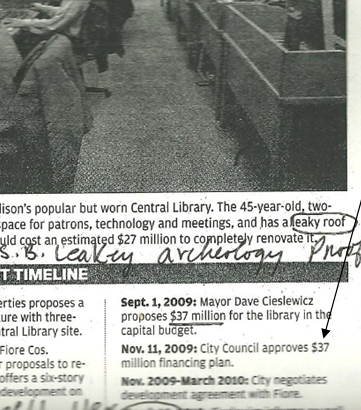 dison's popular but worn Central Library. The 45-year-old, two-
space for patrons, technology and meetings, and has a leaky roof
uld cost an estimated $27 million to completely renovate it.
S. B. Leakey archeology Proof
T TIMELINE
erties proposes a
ure with three-
tral Library site.
Fiore Cos.
r proposals to re-
offers a six-story
development on
Sept. 1, 2009: Mayor Dave Cieslewicz
proposes $37 million for the library in the
capital budget.
Nov. 11, 2009: City Council approves $37
million financing plan.
Nov. 2009-March 2010: City negotiates
development agreement with Fiore.